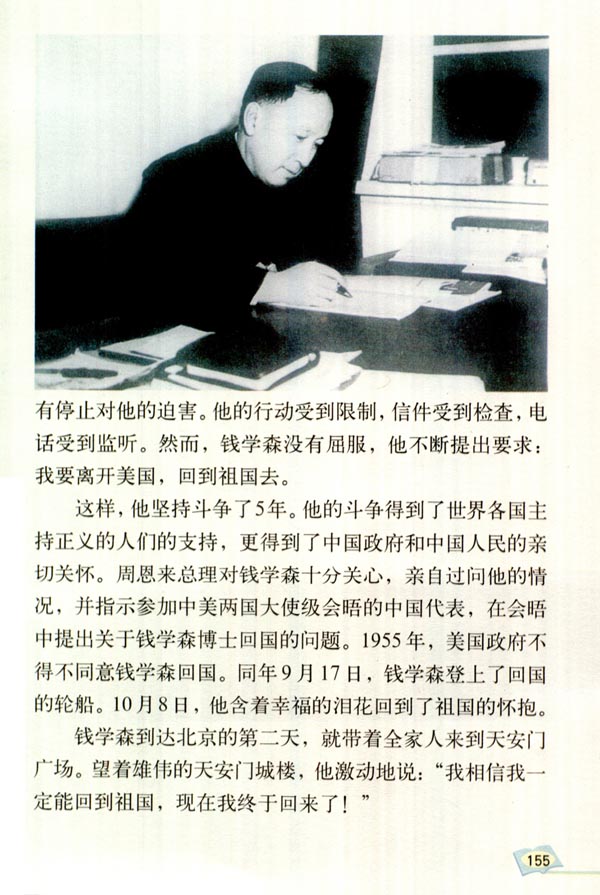 有停止对他的迫害。他的行动受到限制，信件受到检查，电
话受到监听。然而，钱学森没有屈服，他不断提出要求：
我要离开美国，回到祖国去。
这样，他坚持斗争了5年。他的斗争得到了世界各国主
持正义的人们的支持，更得到了中国政府和中国人民的亲
切关怀。周恩来总理对钱学森十分关心，亲自过问他的情
况，并指示参加中美两国大使级会晤的中国代表，在会晤
中提出关于钱学森博士回国的问题。1955年，美国政府不
得不同意钱学森回国。同年9月17日，钱学森登上了回国
的轮船。10月8日，他含着幸福的泪花回到了祖国的怀抱。
钱学森到达北京的第二天，就带着全家人来到天安门
广场。望着雄伟的天安门城楼，他激动地说：“我相信我一
定能回到祖国，现在我终于回来了！”
155